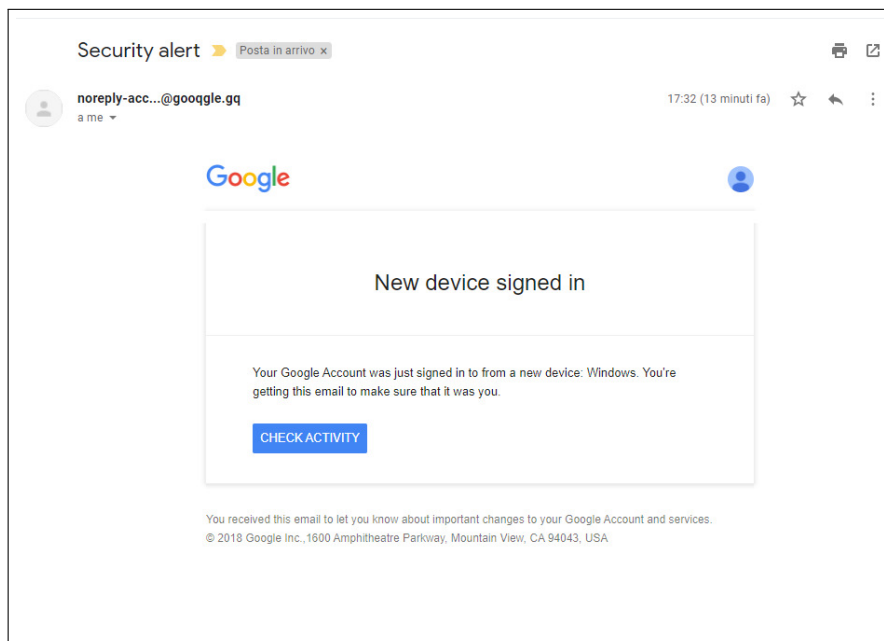 Security alert Posta in arrivo x
noreply-acc...@gooqgle.gq 17:32 (13 minuti fa)
a me
Google
New device signed in
Your Google Account was just signed in to from a new device: Windows. You're
getting this email to make sure that it was you.
CHECK ACTIVITY
You received this email to let you know about important changes to your Google Account and services.
© 2018 Google Inc.,1600 Amphitheatre Parkway, Mountain View, CA 94043, USA